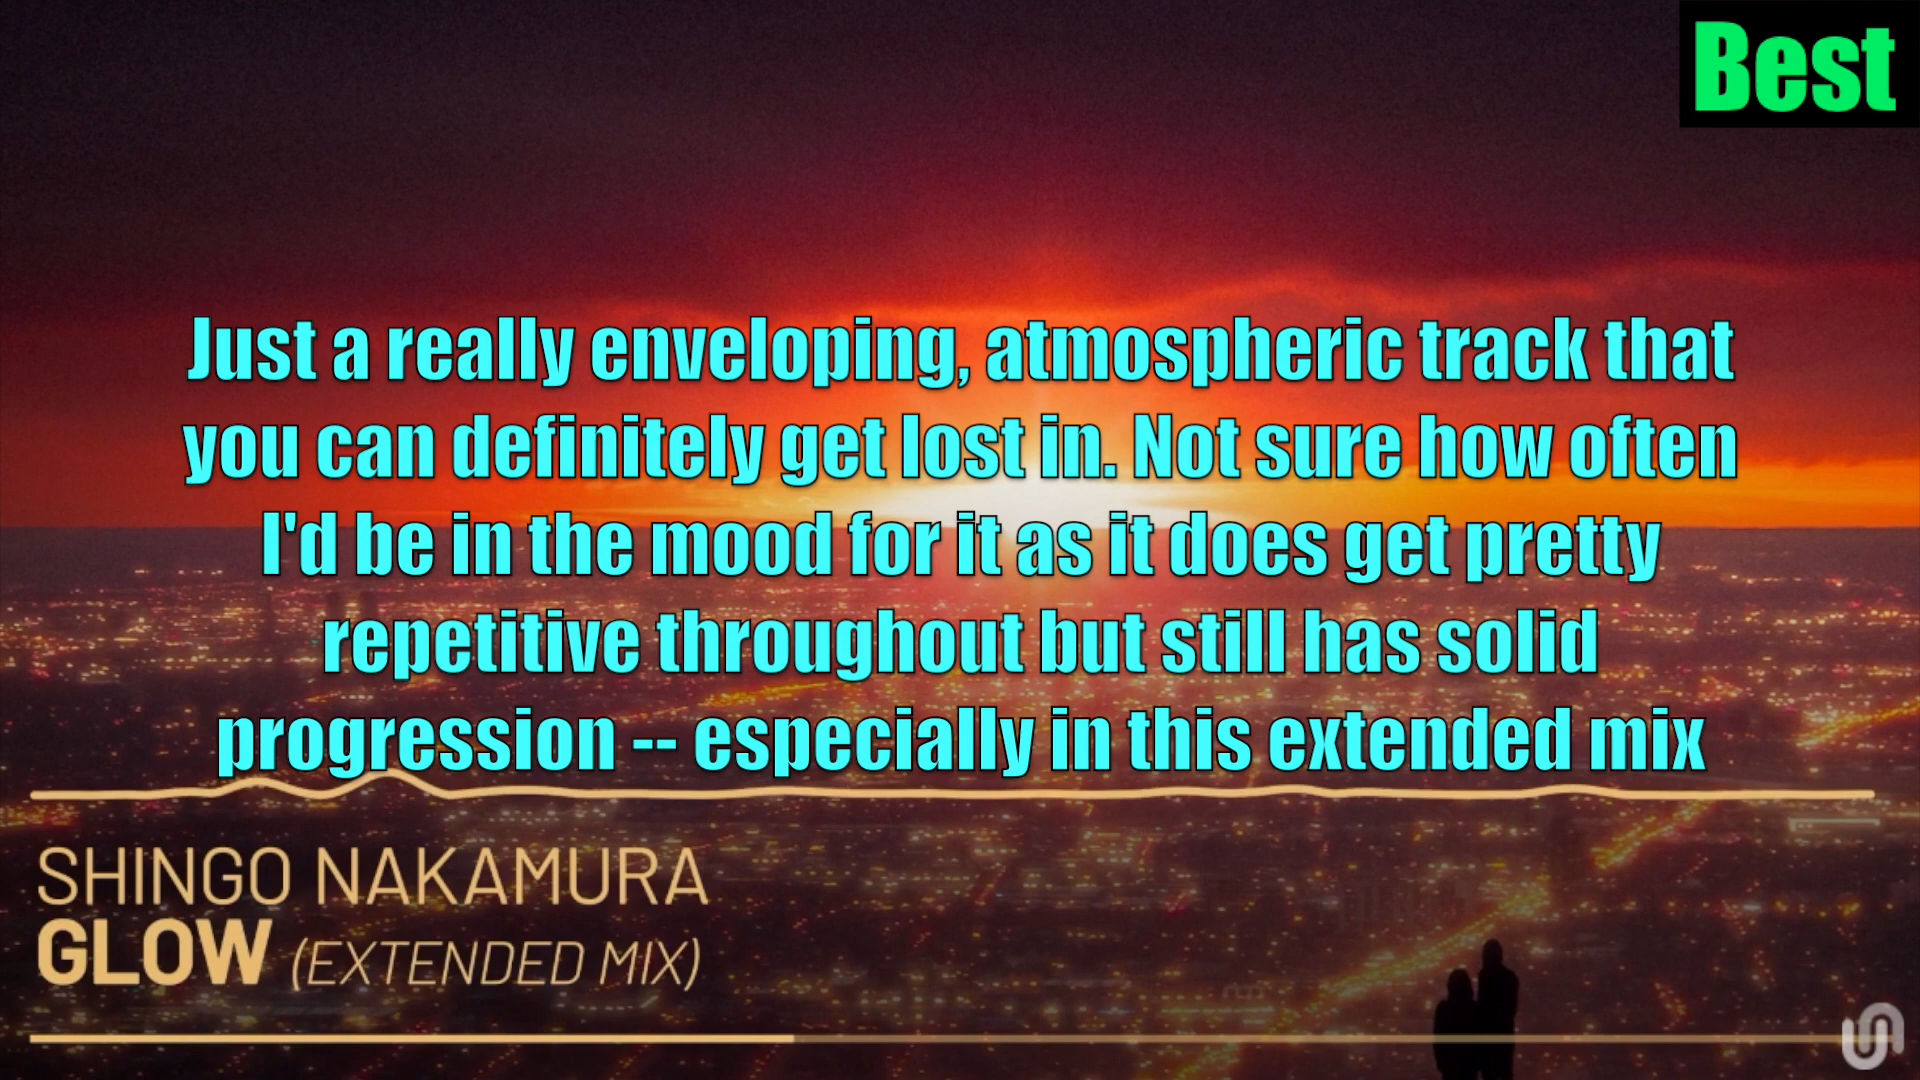 Best
Just a really enveloping, atmospheric track that
you can definitely get lost in. Not sure how often
I'd be in the mood for it as it does get pretty
repetitive throughout but still has solid
progression -- especially in this extended mix
SHINGO NAKAMURA
GLOW (EXTENDED MIX)